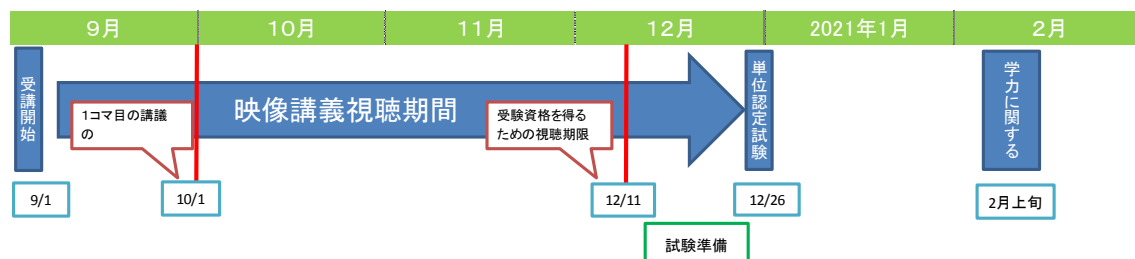 9月 10月 11月 12月 2021年1月 2月
受講開始
映像講義視聴期間
1コマ目の講議
の
受験資格を得る
ための視聴期限
単位認定試験
学力に関する
9/1
10/1
12/11
12/26
2月上旬
試験準備